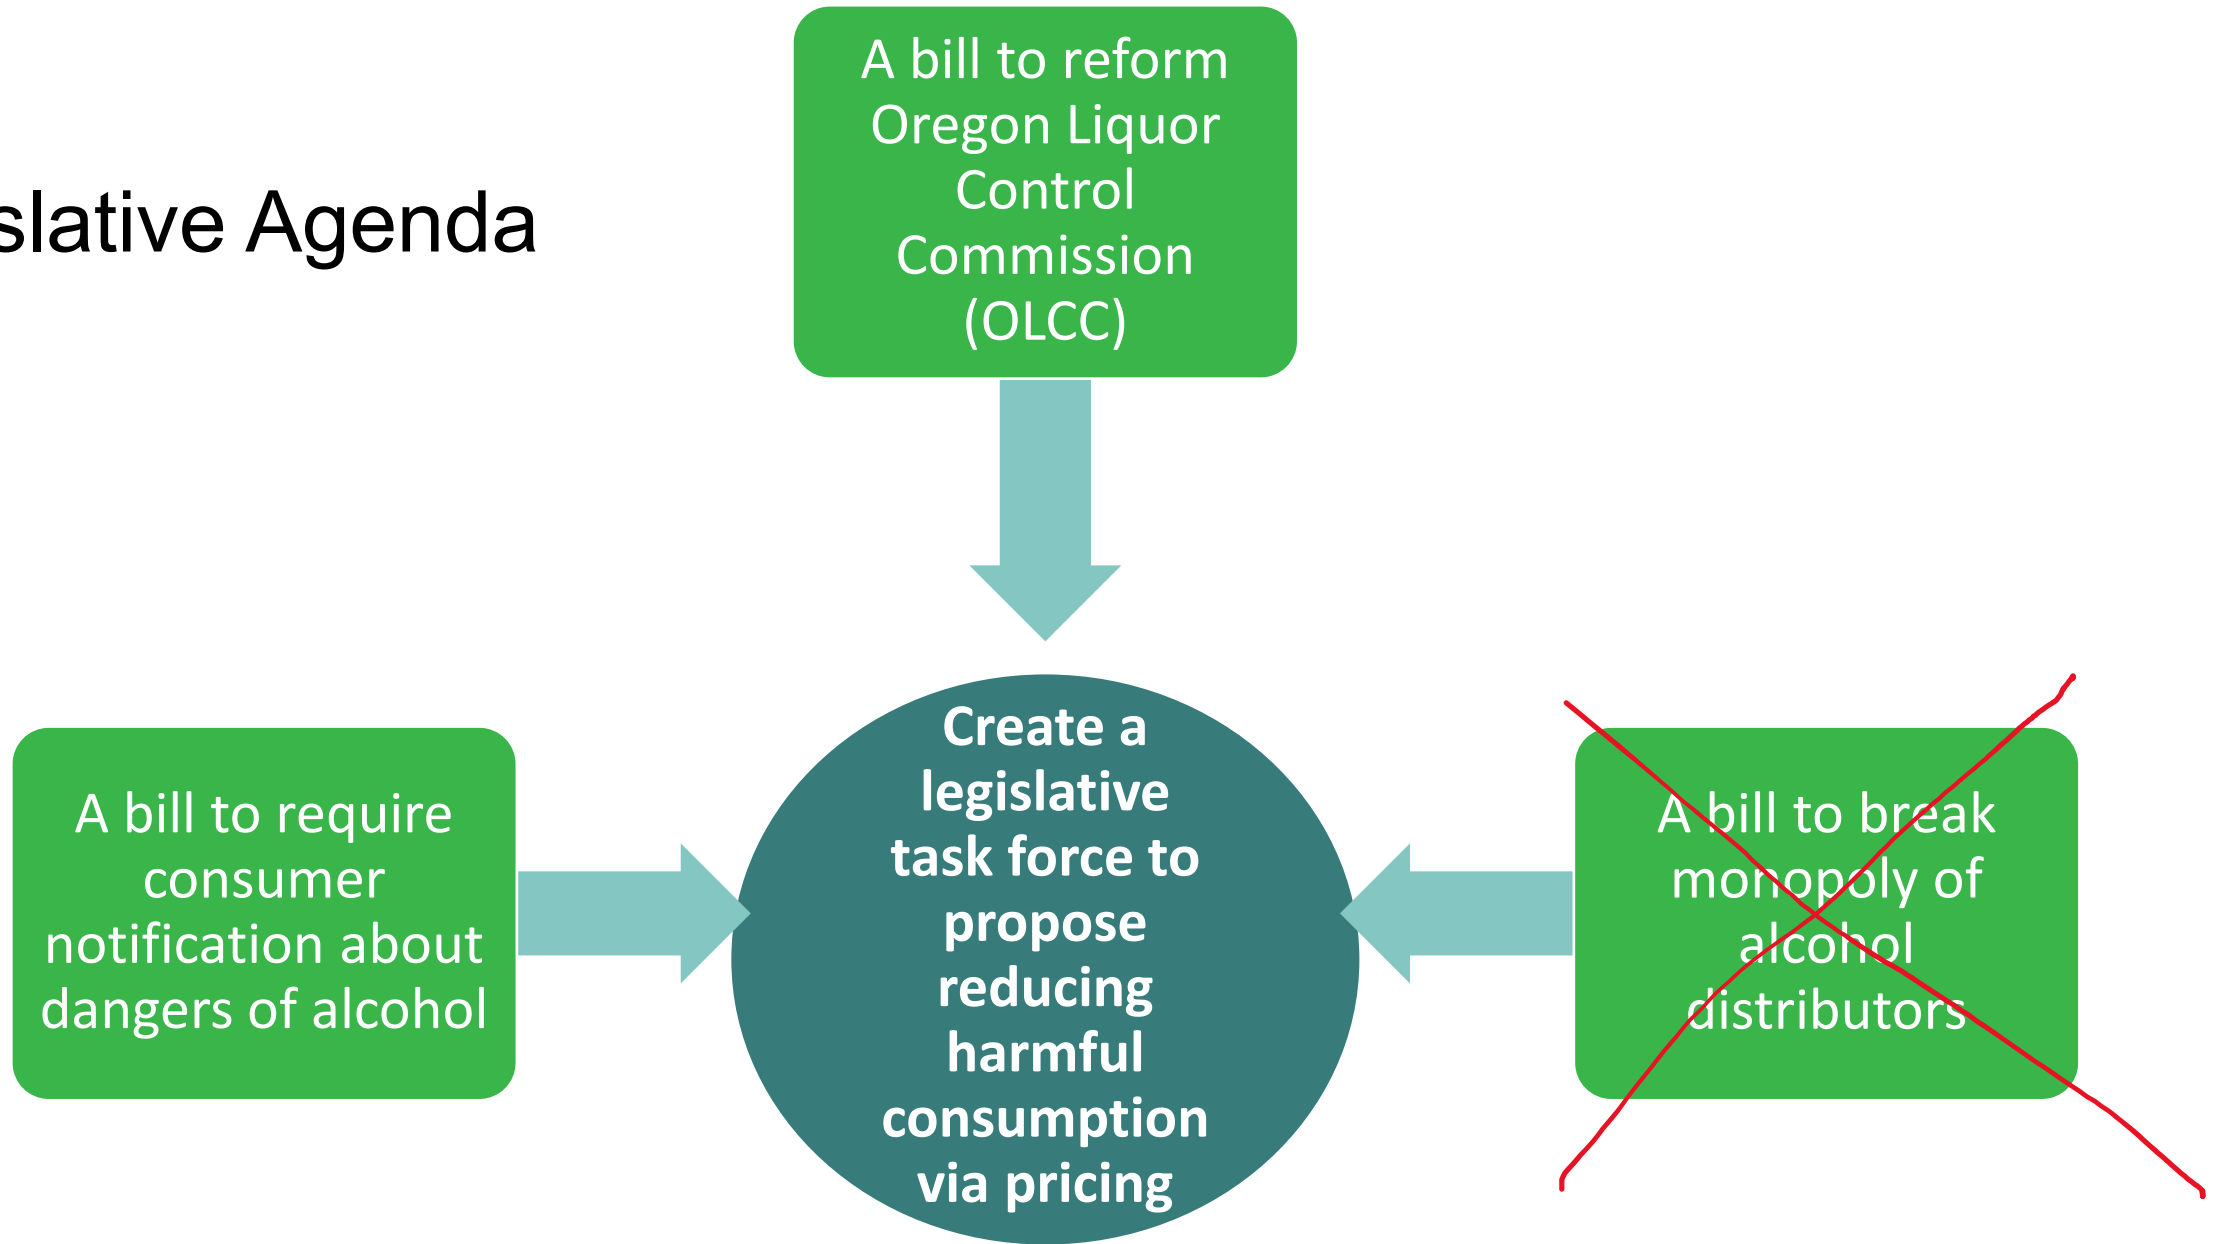 A bill to reform
Oregon Liquor
Control
Commission
(OLCC)
slative Agenda
Create a
legislative
task force to
propose
reducing
harmful
consumption
via pricing
A bill to require
consumer
notification about
dangers of alcohol
A bill to break
monopoly of
alcohol
distributors